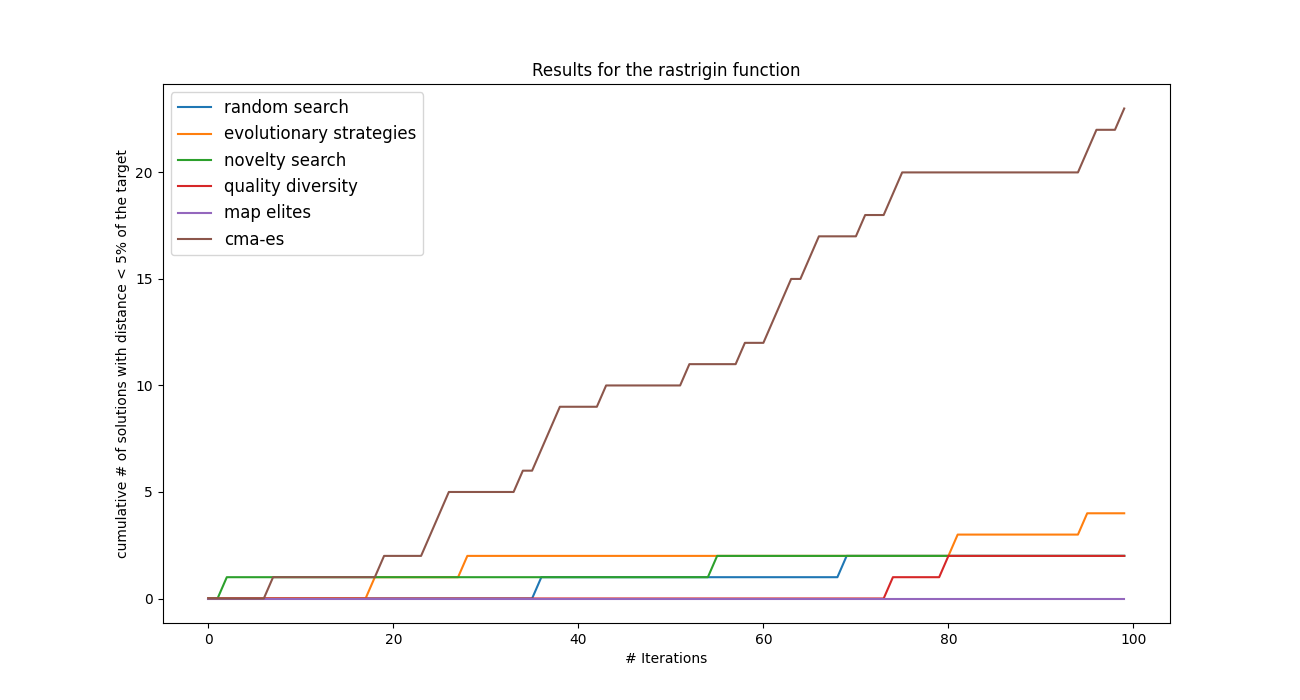 Results for the rastrigin function
random search
evolutionary strategies
novelty search
quality diversity
map elites
cma-es
cumulative # of solutions with distance < 5% of the target
20
15
10
5
0
0 20 40 60 80 100
# Iterations